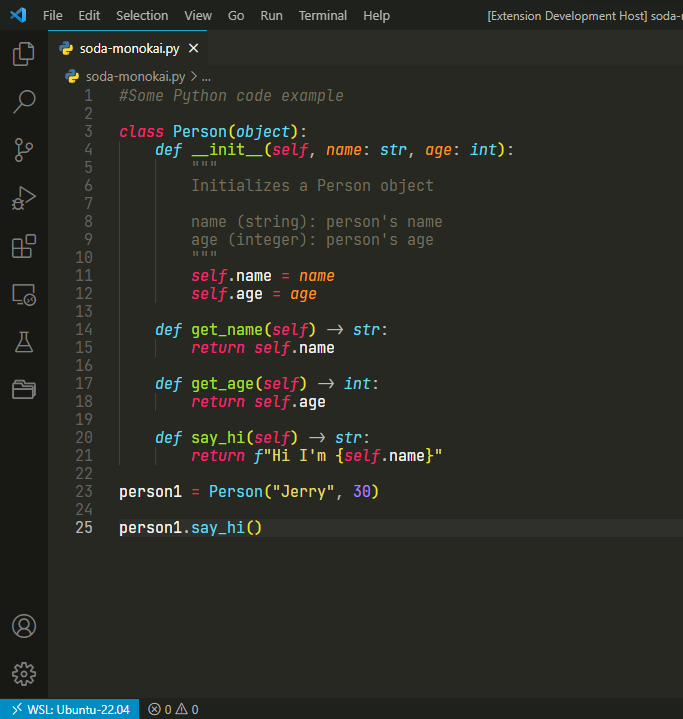 File Edit Selection View Go Run Terminal Help [Extension Development Host] soda-
soda-monokai.py
soda-monokai.py > ...
1 #Some Python code example
2
3 class Person(object):
4     def __init__(self, name: str, age: int):
5         """
6         Initializes a Person object
7
8         name (string): person's name
9         age (integer): person's age
10         """
11         self.name = name
12         self.age = age
13
14     def get_name(self) -> str:
15         return self.name
16
17     def get_age(self) -> int:
18         return self.age
19
20     def say_hi(self) -> str:
21         return f"Hi I'm {self.name}"
22
23 person1 = Person("Jerry", 30)
24
25 person1.say_hi()
WSL: Ubuntu-22.04 0 0